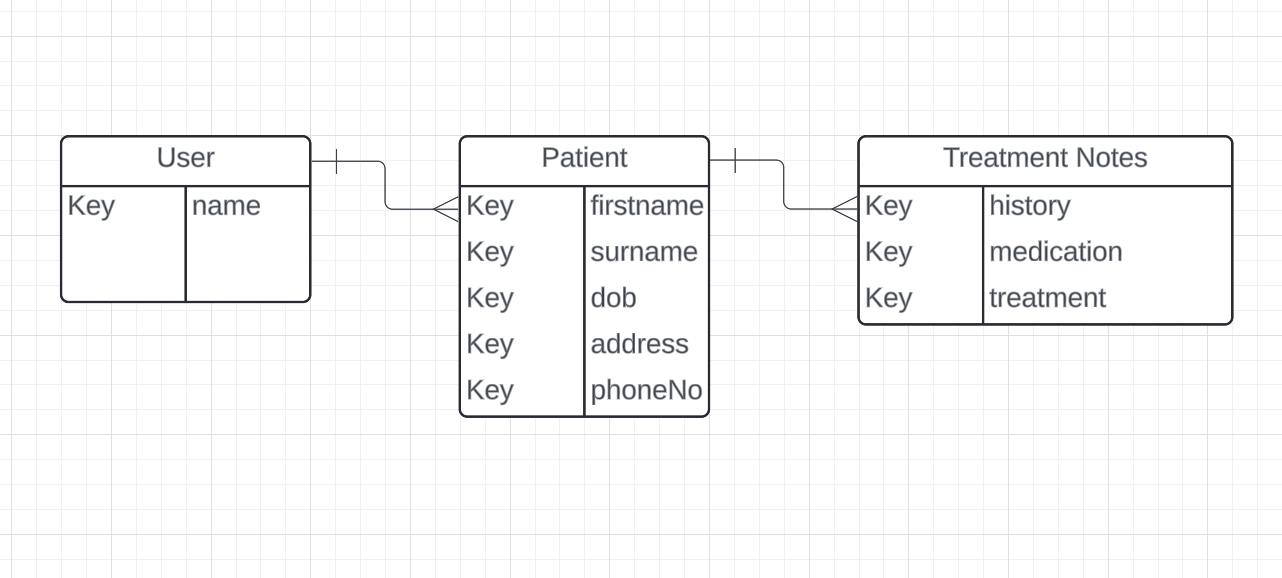 User
Key name
Patient
Key firstname
Key surname
Key dob
Key address
Key phoneNo
Treatment Notes
Key history
Key medication
Key treatment